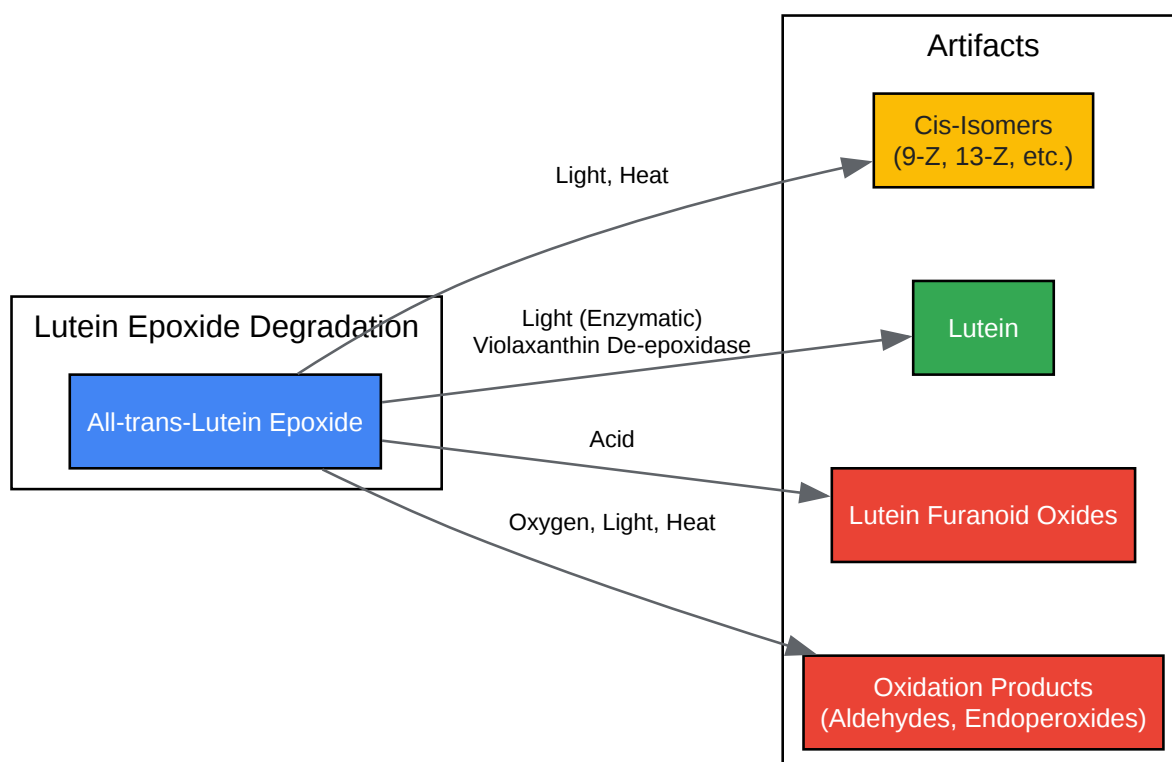 Artifacts
Cis-Isomers
(9-Z, 13-Z, etc.)
Light, Heat
Lutein Epoxide Degradation
Light (Enzymatic)
Violaxanthin De-epoxidase
Lutein
All-trans-Lutein Epoxide
Acid
Lutein Furanoid Oxides
Oxygen, Light, Heat
Oxidation Products
(Aldehydes, Endoperoxides)